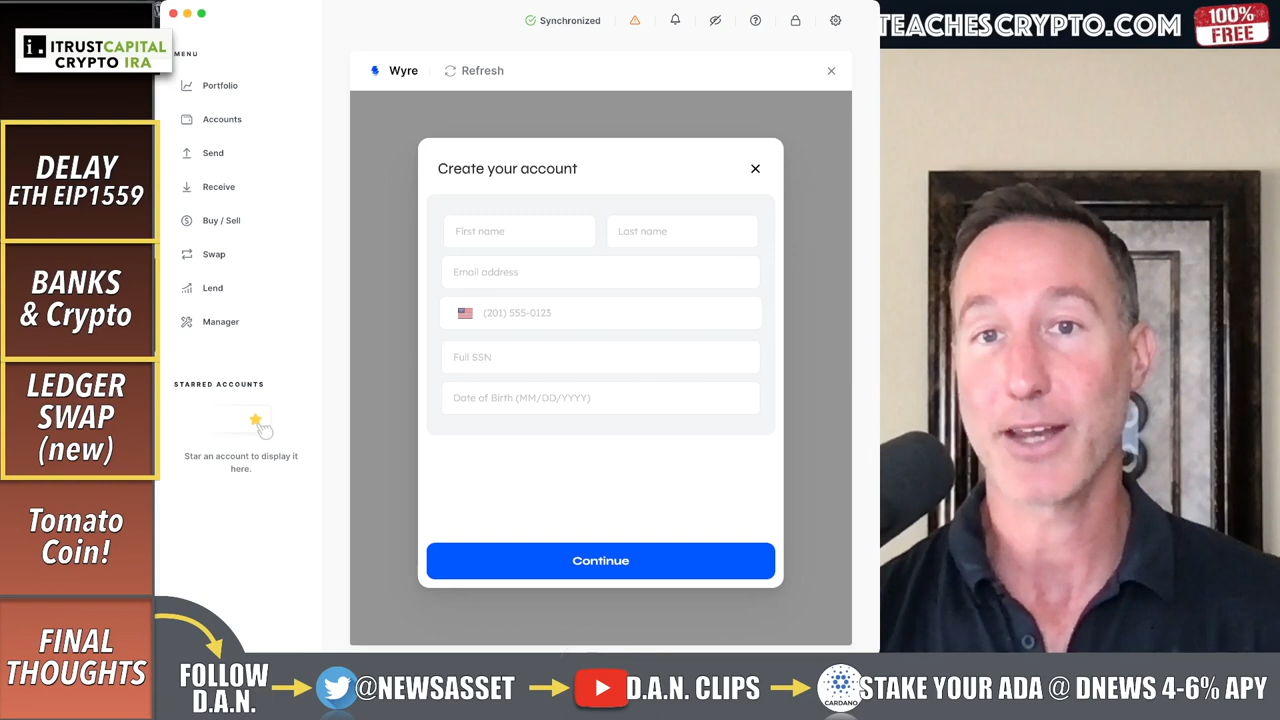 ITRUSTCAPITAL
CRYPTO IRA
DELAY
ETH EIP1559
BANKS
& Crypto
LEDGER
SWAP
(new)
Tomato
Coin!
FINAL
THOUGHTS
MENU
Portfolio
Accounts
Send
Receive
Buy / Sell
Swap
Lend
Manager
STARRED ACCOUNTS
Star an account to display it
here.
Synchronized
Wyre
Refresh
Create your account
First name
Last name
Email address
(201) 555-0123
Full SSN
Date of Birth (MM/DD/YYYY)
Continue
TEACHESCRYPTO.COM
100%
FREE
FOLLOW
D.A.N.
@NEWSASSET
D.A.N. CLIPS
CARDANO
STAKE YOUR ADA @ DNEWS 4-6% APY